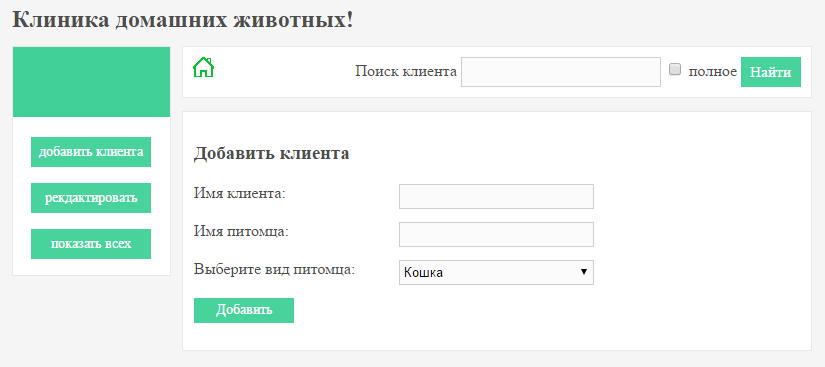 Клиника домашних животных!
Поиск клиента полное Найти
добавить клиента
рекдактировать
показать всех
Добавить клиента
Имя клиента:
Имя питомца:
Выберите вид питомца: Кошка
Добавить